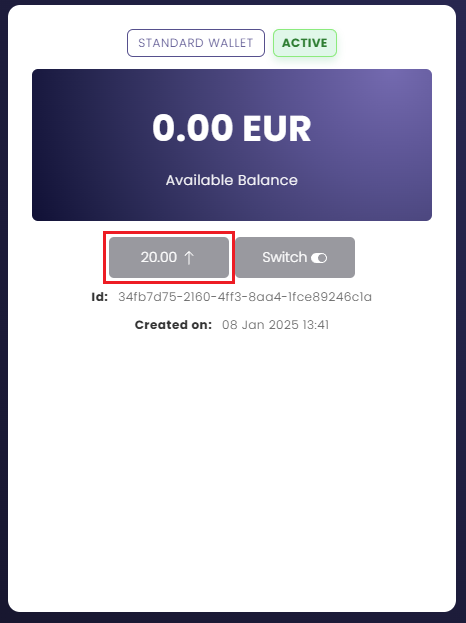 STANDARD WALLET ACTIVE
0.00 EUR
Available Balance
20.00 ↑ Switch
Id: 34fb7d75-2160-4ff3-8aa4-1fce89246c1a
Created on: 08 Jan 2025 13:41